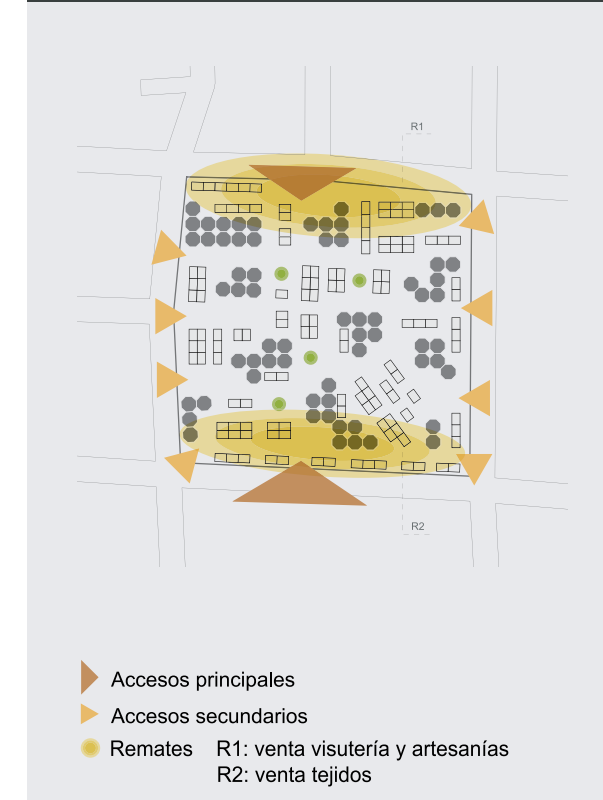 R1
R2
Accesos principales
Accesos secundarios
Remates R1: venta visutería y artesanías
R2: venta tejidos